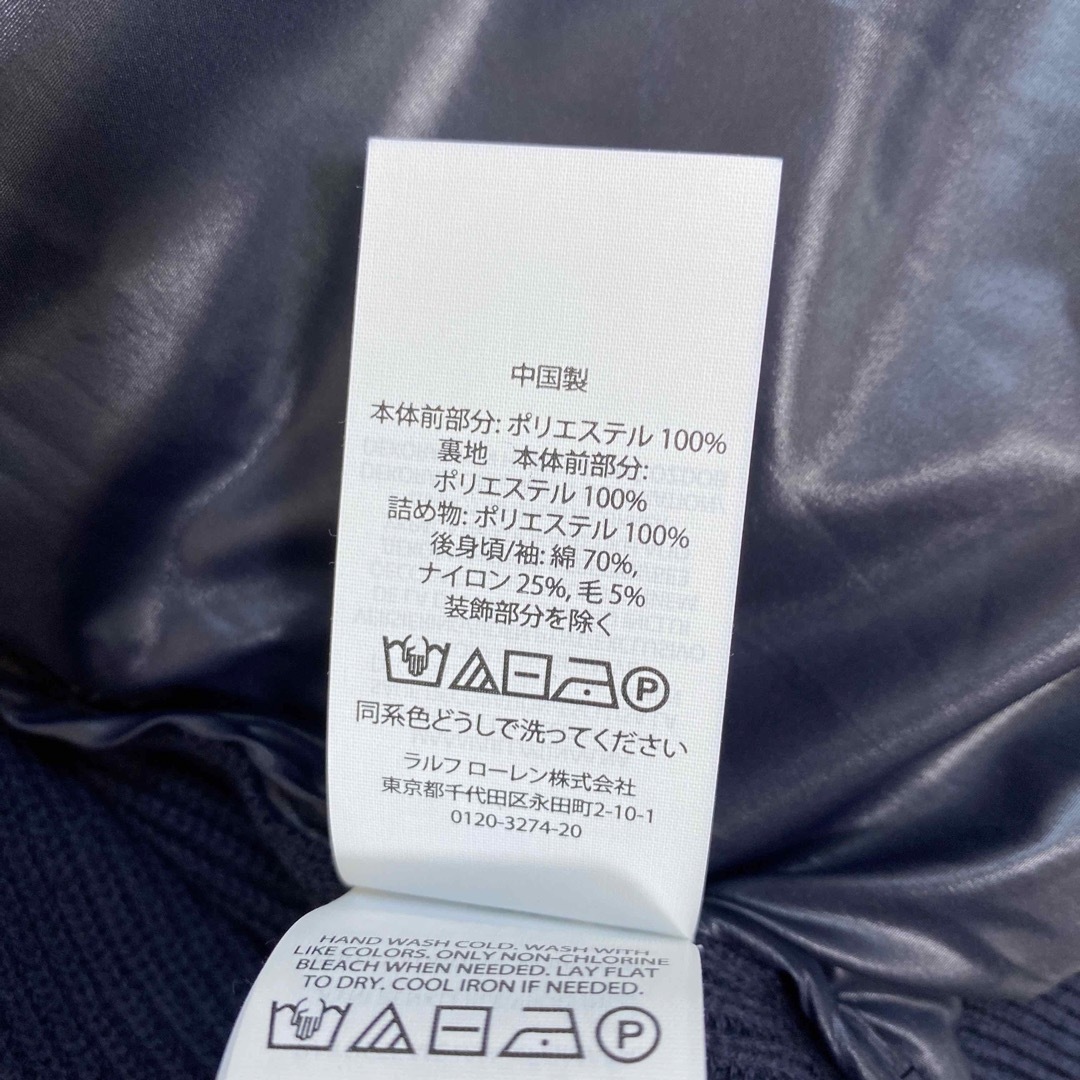 中国製
本体前部分: ポリエステル 100%
裏地 本体前部分:
ポリエステル 100%
詰め物: ポリエステル 100%
後身頃/袖: 綿 70%,
ナイロン 25%, 毛 5%
装飾部分を除く
P
同系色どうしで洗ってください
ラルフ ローレン株式会社
東京都千代田区永田町2-10-1
0120-3274-20
HAND WASH COLD. WASH WITH
LIKE COLORS. ONLY NON-CHLORINE
BLEACH WHEN NEEDED. LAY FLAT
TO DRY. COOL IRON IF NEEDED.
P